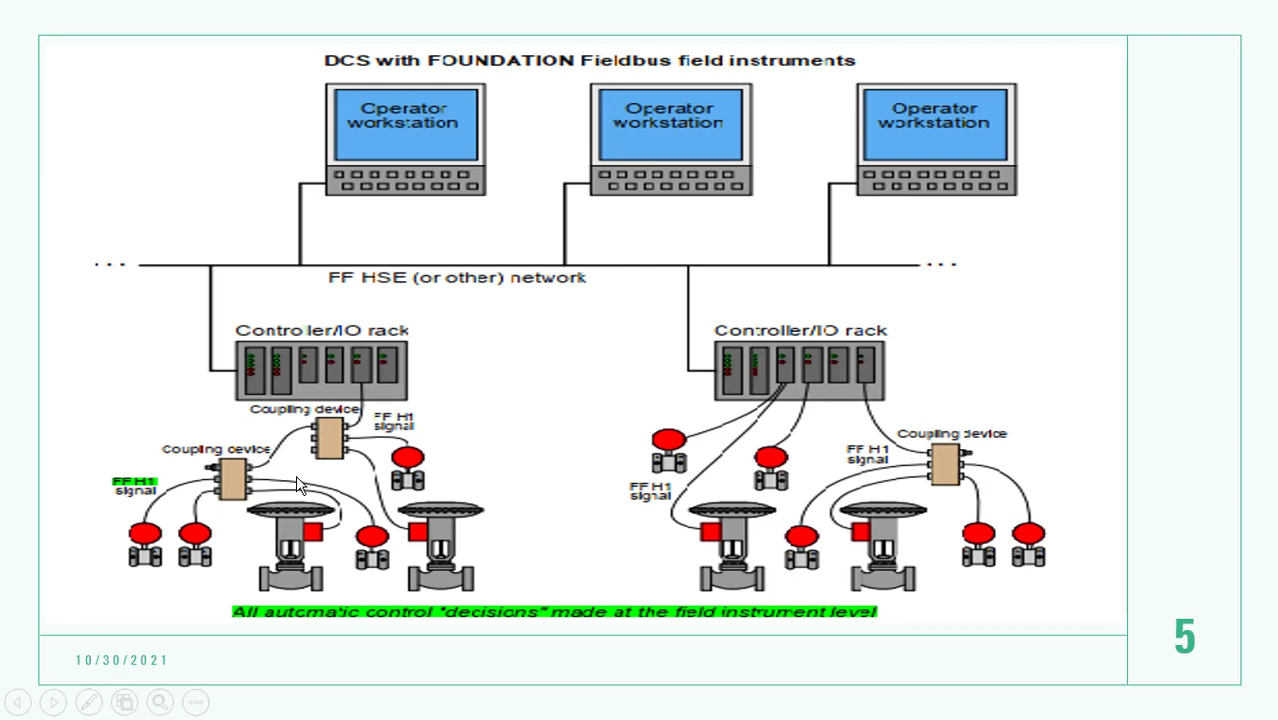 DCS with FOUNDATION Fieldbus field instruments
Operator
workstation
Operator
workstation
Operator
workstation
. . .
. . .
FF HSE (or other) network
Controller/IO rack
Controller/IO rack
Coupling device
FF H1
signal
Coupling device
FF H1
signal
Coupling device
FF H1
signal
FF H1
signal
All automatic control "decisions" made at the field instrument level
10/30/2021
5